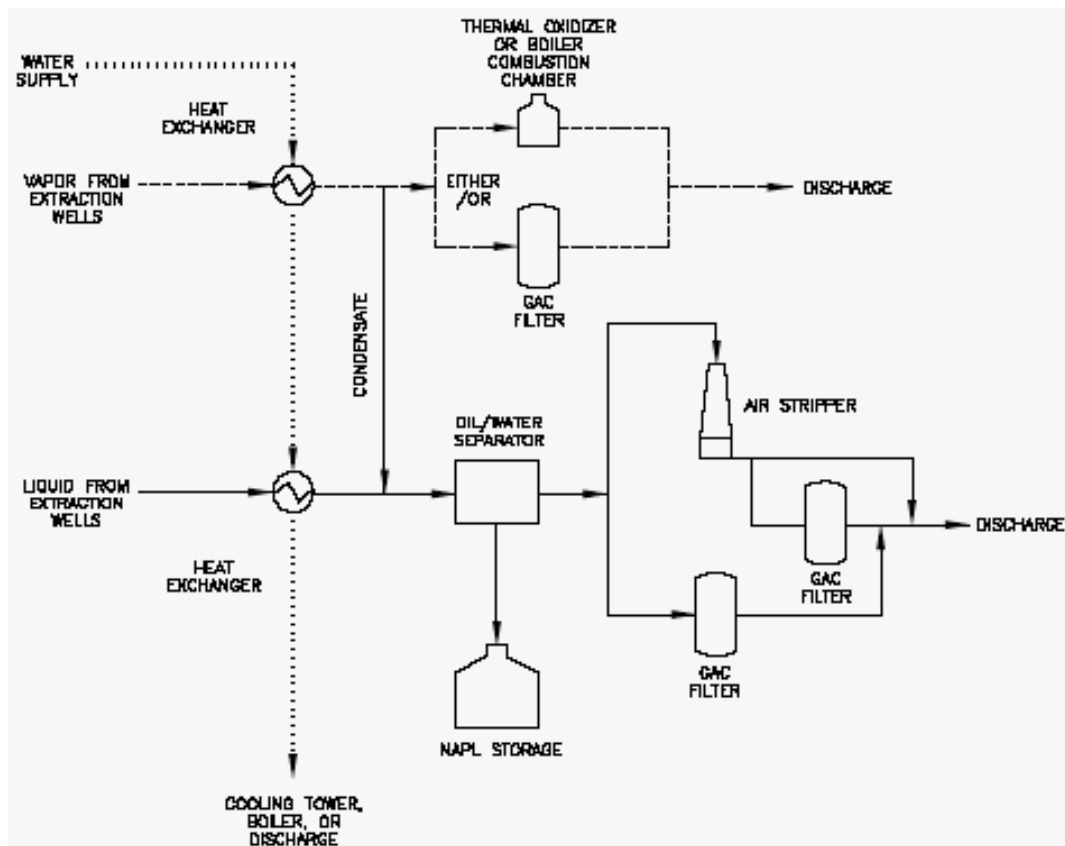 THERMAL OXIDIZER
OR BOILER
COMBUSTION
CHAMBER
WATER
SUPPLY
HEAT
EXCHANGER
VAPOR FROM
EXTRACTION
WELLS
EITHER
/OR
DISCHARGE
GAC
FILTER
CONDENSATE
AIR STRIPPER
OIL/WATER
SEPARATOR
LIQUID FROM
EXTRACTION
WELLS
DISCHARGE
HEAT
EXCHANGER
GAC
FILTER
GAC
FILTER
NAPL STORAGE
COOLING TOWER,
BOILER, OR
DISCHARGE